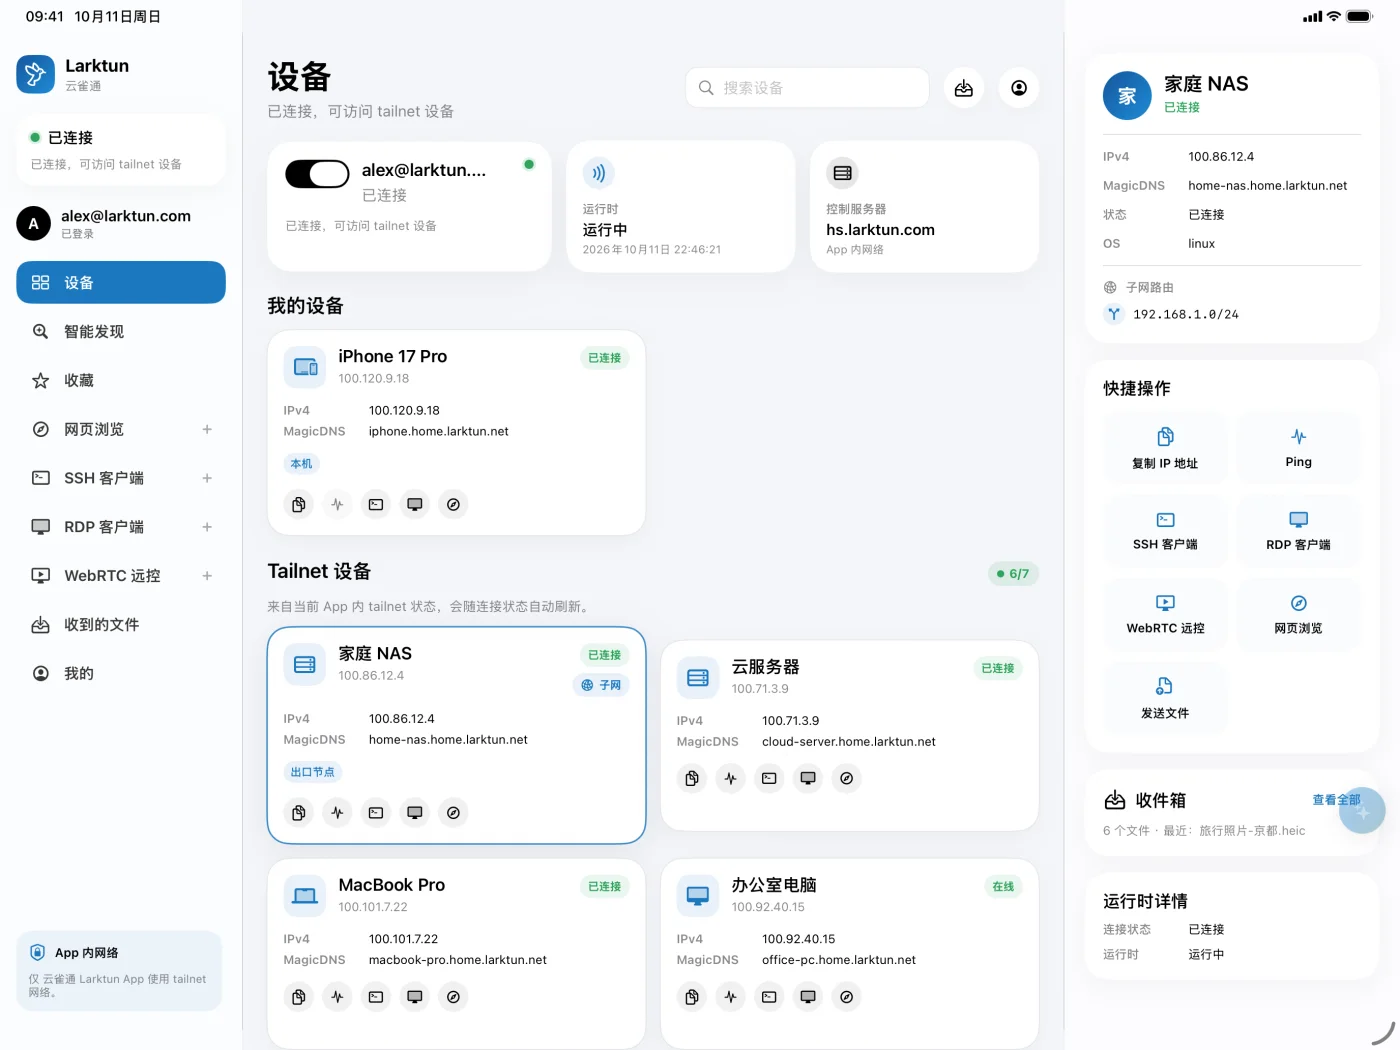 09:41 10月11日周日
Larktun
云雀通
已连接
已连接，可访问 tailnet 设备
A
alex@larktun.com
已登录
设备
智能发现
收藏
网页浏览
SSH 客户端
RDP 客户端
WebRTC 远控
收到的文件
我的
App 内网络
仅 云雀通 Larktun App 使用 tailnet
网络。
设备
已连接，可访问 tailnet 设备
搜索设备
alex@larktun....
已连接
已连接，可访问 tailnet 设备
运行时
运行中
2026年10月11日 22:46:21
控制服务器
hs.larktun.com
App 内网络
我的设备
iPhone 17 Pro
已连接
100.120.9.18
IPv4 100.120.9.18
MagicDNS iphone.home.larktun.net
本机
Tailnet 设备
6/7
来自当前 App 内 tailnet 状态，会随连接状态自动刷新。
家庭 NAS
已连接
100.86.12.4
子网
IPv4 100.86.12.4
MagicDNS home-nas.home.larktun.net
出口节点
云服务器
已连接
100.71.3.9
IPv4 100.71.3.9
MagicDNS cloud-server.home.larktun.net
MacBook Pro
已连接
100.101.7.22
IPv4 100.101.7.22
MagicDNS macbook-pro.home.larktun.net
办公室电脑
在线
100.92.40.15
IPv4 100.92.40.15
MagicDNS office-pc.home.larktun.net
家
家庭 NAS
已连接
IPv4 100.86.12.4
MagicDNS home-nas.home.larktun.net
状态 已连接
OS linux
子网路由
192.168.1.0/24
快捷操作
复制 IP 地址
Ping
SSH 客户端
RDP 客户端
WebRTC 远控
网页浏览
发送文件
收件箱
查看全部
6 个文件 · 最近：旅行照片-京都.heic
运行时详情
连接状态 已连接
运行时 运行中